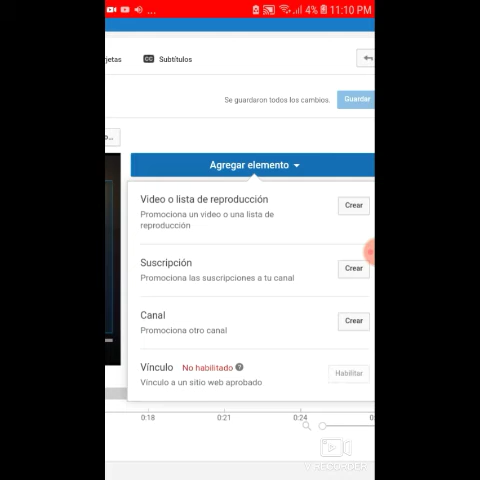 ... 4% 11:10 PM
rjetas CC Subtítulos
Se guardaron todos los cambios. Guardar
o...
Agregar elemento
Video o lista de reproducción
Promociona un video o una lista de
reproducción
Crear
Suscripción
Promociona las suscripciones a tu canal
Crear
Canal
Promociona otro canal
Crear
Vínculo No habilitado ?
Vínculo a un sitio web aprobado
Habilitar
0:18 0:21 0:24
V RECORDER